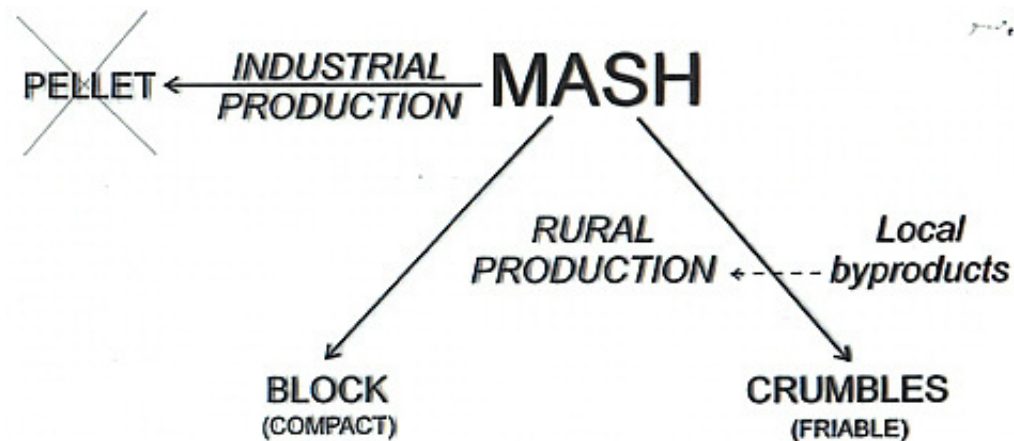 INDUSTRIAL
PELLET
MASH
PRODUCTION
RURAL
PRODUCTION
Local
byproducts
BLOCK
(COMPACT)
CRUMBLES
(FRIABLE)